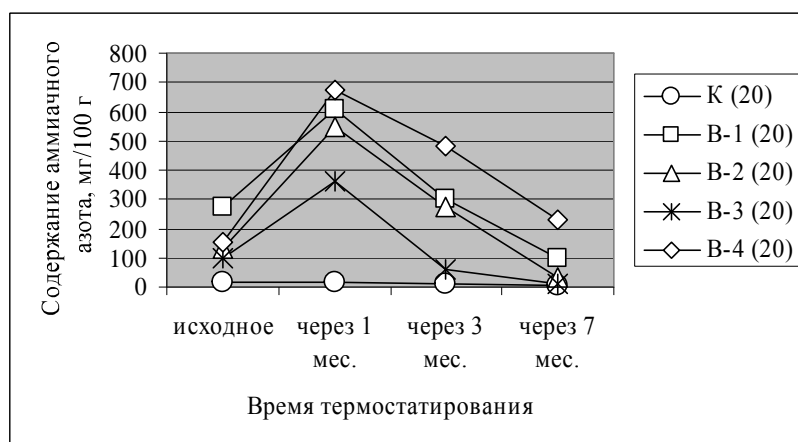 Содержание аммиачного
азота, мг/100 г
800
700
600
500
400
300
200
100
0
исходное
через 1
мес.
через 3
мес.
через 7
мес.
Время термостатирования
К (20)
В-1 (20)
В-2 (20)
В-3 (20)
В-4 (20)